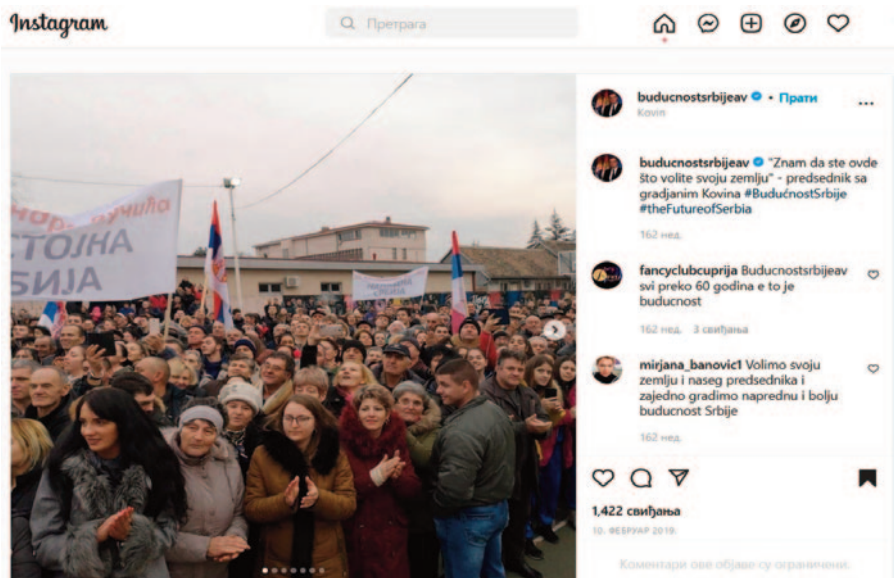 Instagram
Претрага
buducnostsrbijeav • Прати
Kovin
buducnostsrbijeav "Znam da ste ovde
što volite svoju zemlju" - predsednik sa
gradjanim Kovina #BudućnostSrbije
#theFutureofSerbia
162 нед.
fancyclubcuprija Buducnostsrbijeav
svi preko 60 godina e to je
buducnost
162 нед. 3 свиђања
mirjana_banovic1 Volimo svoju
zemlju i naseg predsednika i
zajedno gradimo naprednu i bolju
buducnost Srbije
162 нед.
1,422 свиђања
10. ФЕБРУАР 2019.
Коментари ове објаве су ограничени.